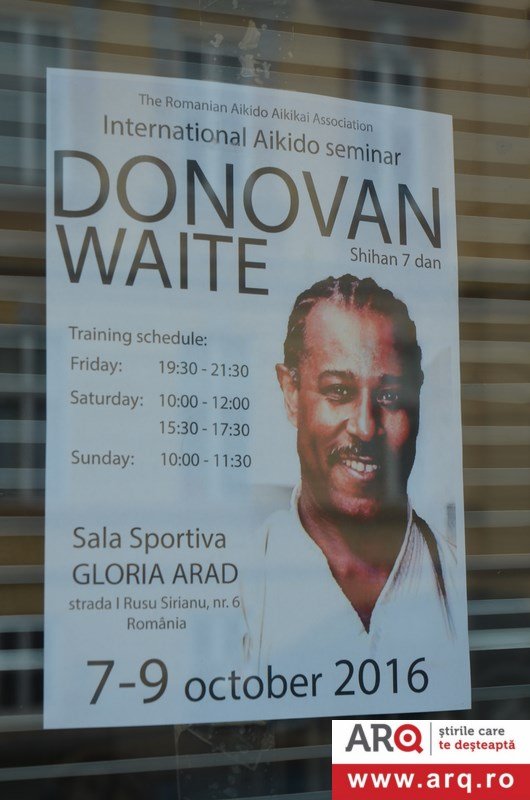 The Romanian Aikido Aikikai Association
International Aikido seminar
DONOVAN
WAITE
Shihan 7 dan
Training schedule:
Friday: 19:30 - 21:30
Saturday: 10:00 - 12:00
15:30 - 17:30
Sunday: 10:00 - 11:30
Sala Sportiva
GLORIA ARAD
strada I Rusu Sirianu, nr. 6
România
7-9 october 2016
ARQ știrile care
te deșteaptă
www.arq.ro